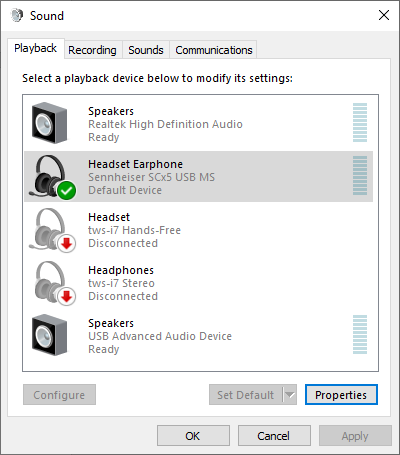 Sound
Playback
Recording
Sounds
Communications
Select a playback device below to modify its settings:
Speakers
Realtek High Definition Audio
Ready
Headset Earphone
Sennheiser SCx5 USB MS
Default Device
Headset
tws-i7 Hands-Free
Disconnected
Headphones
tws-i7 Stereo
Disconnected
Speakers
USB Advanced Audio Device
Ready
Configure
Set Default
Properties
OK
Cancel
Apply